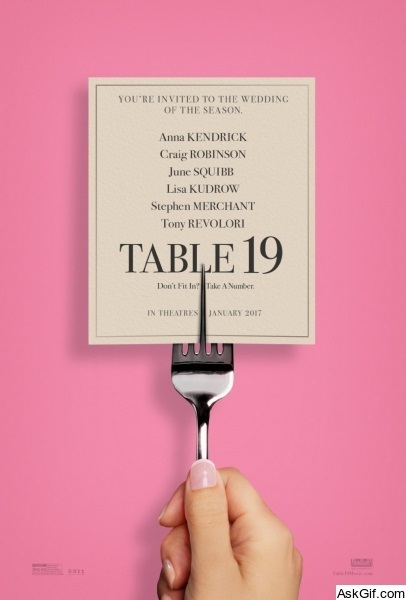 YOU'RE INVITED TO THE WEDDING
OF THE SEASON.
Anna KENDRICK
Craig ROBINSON
June SQUIBB
Lisa KUDROW
Stephen MERCHANT
Tony REVOLORI
TABLE 19
Don't Fit In? Take A Number.
IN THEATRES JANUARY 2017
AskGif.com